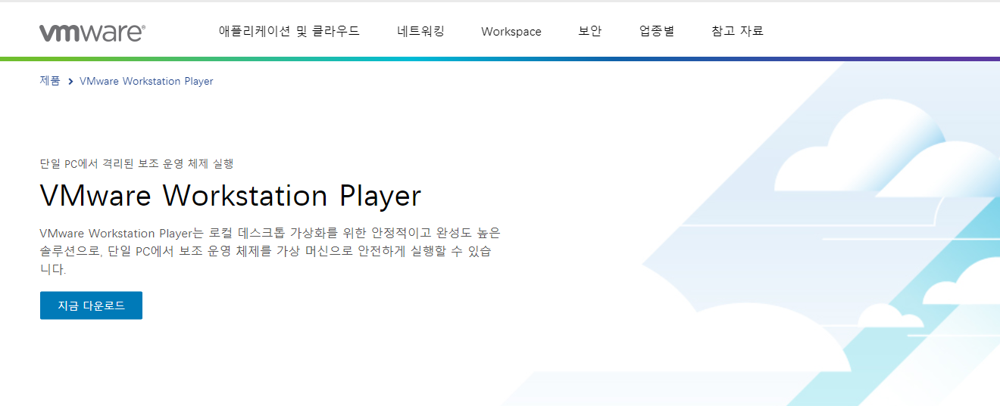 vmware®
애플리케이션 및 클라우드
네트워킹
Workspace
보안
업종별
참고 자료
제품 > VMware Workstation Player
단일 PC에서 격리된 보조 운영 체제 실행
VMware Workstation Player
VMware Workstation Player는 로컬 데스크톱 가상화를 위한 안정적이고 완성도 높은
솔루션으로, 단일 PC에서 보조 운영 체제를 가상 머신으로 안전하게 실행할 수 있습
니다.
지금 다운로드